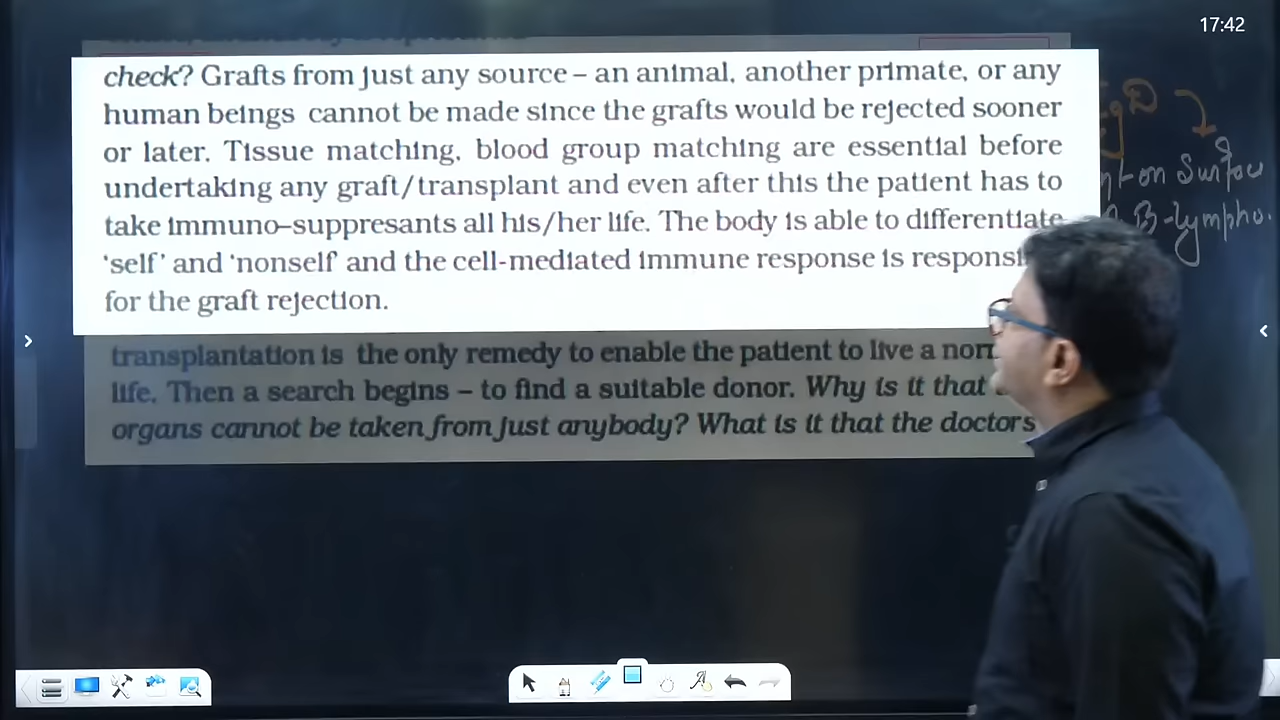 17:42
check? Grafts from just any source – an animal, another primate, or any
human beings cannot be made since the grafts would be rejected sooner
or later. Tissue matching, blood group matching are essential before
undertaking any graft/transplant and even after this the patient has to
take immuno–suppresants all his/her life. The body is able to differentiate
‘self’ and ‘nonself’ and the cell-mediated immune response is
for the graft rejection.
transplantation is the only remedy to enable the patient to live a
life. Then a search begins – to find a suitable donor. Why is it that
organs cannot be taken from just anybody? What is it that the doctors
IgD
on Surface
B-lympho.